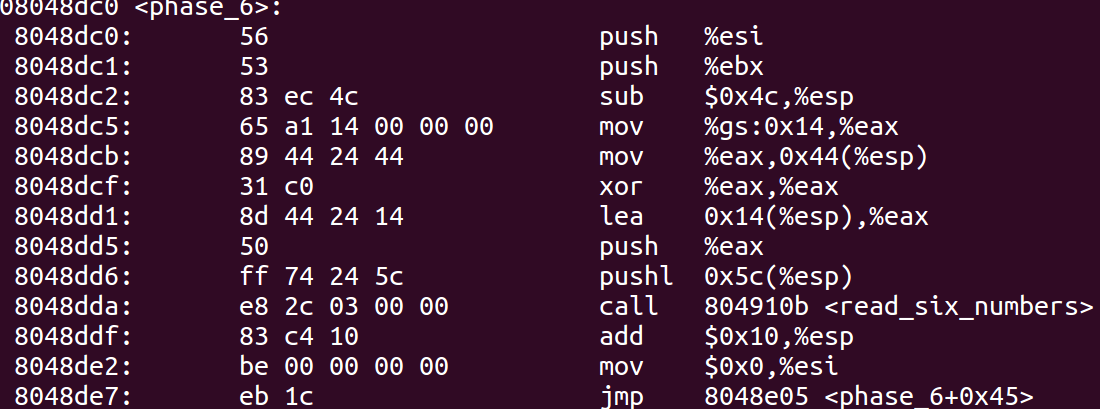 08048dc0 <phase_6>:
8048dc0: 56 push %esi
8048dc1: 53 push %ebx
8048dc2: 83 ec 4c sub $0x4c,%esp
8048dc5: 65 a1 14 00 00 00 mov %gs:0x14,%eax
8048dcb: 89 44 24 44 mov %eax,0x44(%esp)
8048dcf: 31 c0 xor %eax,%eax
8048dd1: 8d 44 24 14 lea 0x14(%esp),%eax
8048dd5: 50 push %eax
8048dd6: ff 74 24 5c pushl 0x5c(%esp)
8048dda: e8 2c 03 00 00 call 804910b <read_six_numbers>
8048ddf: 83 c4 10 add $0x10,%esp
8048de2: be 00 00 00 00 mov $0x0,%esi
8048de7: eb 1c jmp 8048e05 <phase_6+0x45>